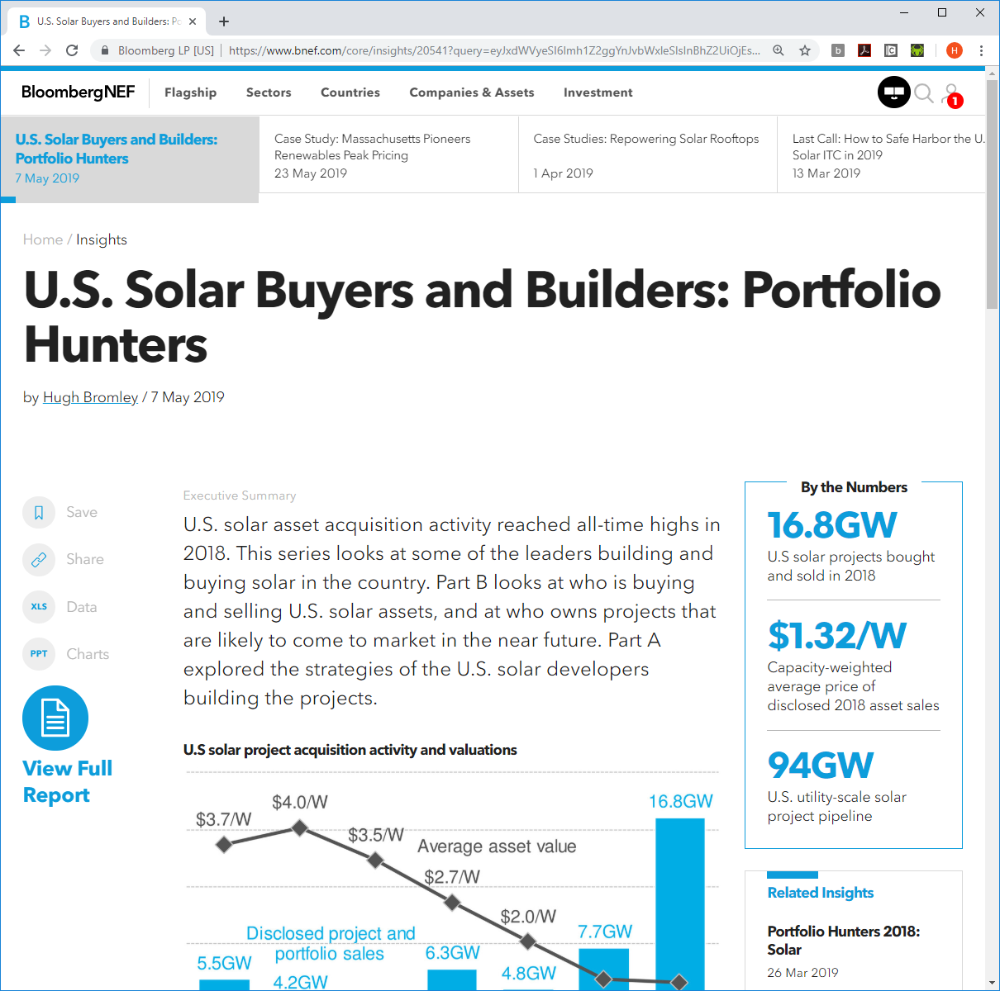 U.S. Solar Buyers and Builders: Po
Bloomberg LP [US]
https://www.bnef.com/core/insights/20541?query=eyJxdWVyeSI6Imh1Z2ggYnJvbWxleSIsInBhZ2UiOjEs...
H
BloombergNEF
Flagship
Sectors
Countries
Companies & Assets
Investment
1
U.S. Solar Buyers and Builders:
Portfolio Hunters
7 May 2019
Case Study: Massachusetts Pioneers
Renewables Peak Pricing
23 May 2019
Case Studies: Repowering Solar Rooftops
1 Apr 2019
Last Call: How to Safe Harbor the U.
Solar ITC in 2019
13 Mar 2019
Home / Insights
U.S. Solar Buyers and Builders: Portfolio
Hunters
by Hugh Bromley / 7 May 2019
Save
Share
XLS Data
PPT Charts
View Full
Report
Executive Summary
U.S. solar asset acquisition activity reached all-time highs in
2018. This series looks at some of the leaders building and
buying solar in the country. Part B looks at who is buying
and selling U.S. solar assets, and at who owns projects that
are likely to come to market in the near future. Part A
explored the strategies of the U.S. solar developers
building the projects.
U.S solar project acquisition activity and valuations
$3.7/W
$4.0/W
$3.5/W
Average asset value
$2.7/W
$2.0/W
Disclosed project and
portfolio sales
5.5GW
4.2GW
6.3GW
4.8GW
7.7GW
16.8GW
By the Numbers
16.8GW
U.S solar projects bought
and sold in 2018
$1.32/W
Capacity-weighted
average price of
disclosed 2018 asset sales
94GW
U.S. utility-scale solar
project pipeline
Related Insights
Portfolio Hunters 2018:
Solar
26 Mar 2019